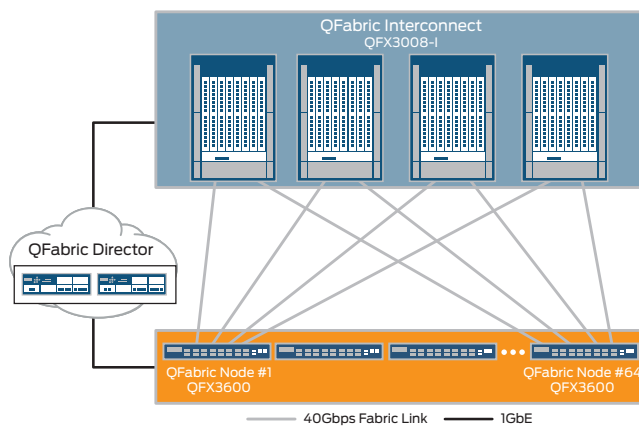 QFabric Interconnect
QFX3008-I
QFabric Director
QFabric Node #1
QFX3600
QFabric Node #64
QFX3600
40Gbps Fabric Link
1GbE